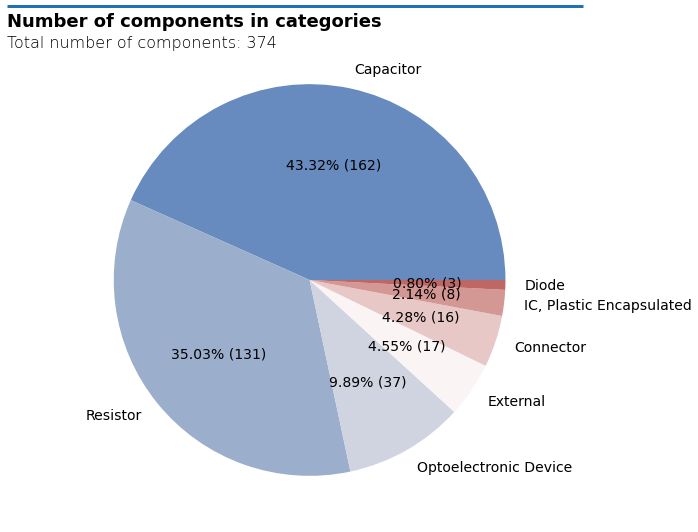 Number of components in categories
Total number of components: 374
Capacitor
43.32% (162)
0.80% (3)
Diode
2.14% (8)
IC, Plastic Encapsulated
4.28% (16)
Connector
4.55% (17)
35.03% (131)
9.89% (37)
External
Resistor
Optoelectronic Device